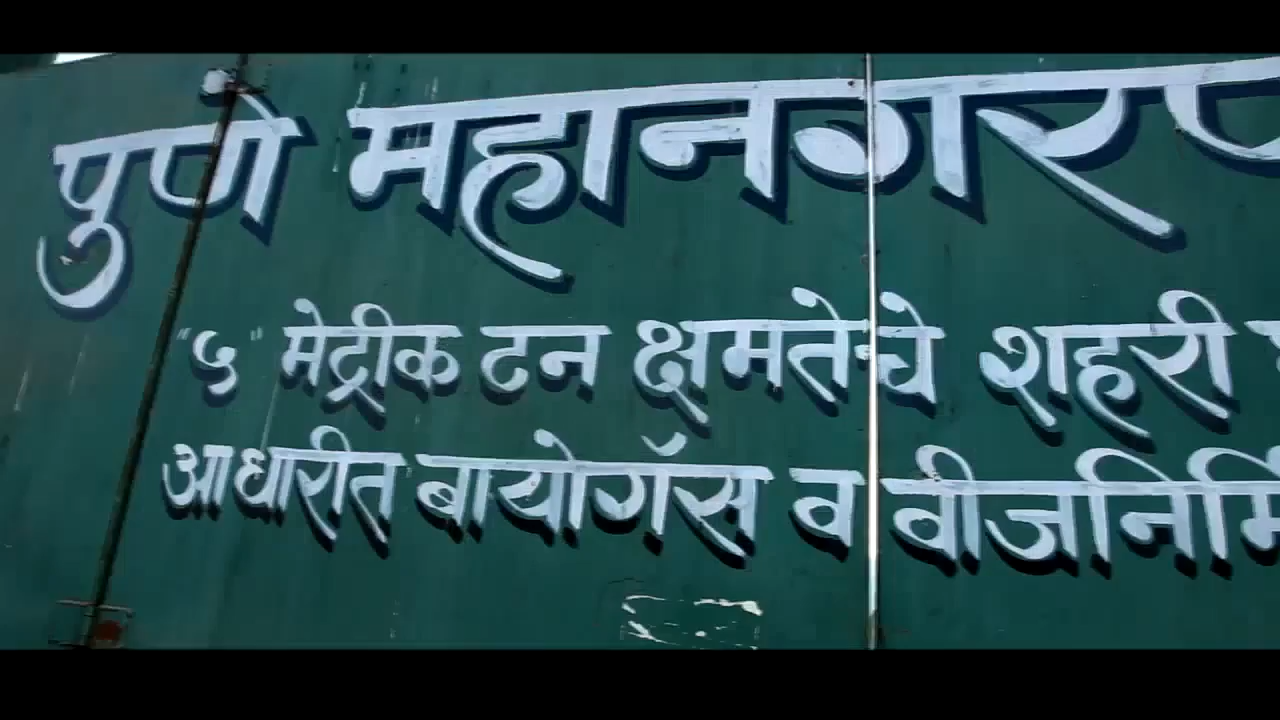 पुणे महानगरप
"५" मेट्रीक टन क्षमतेचे शहरी
आधारीत बायोगॅस व वीजनिर्मि